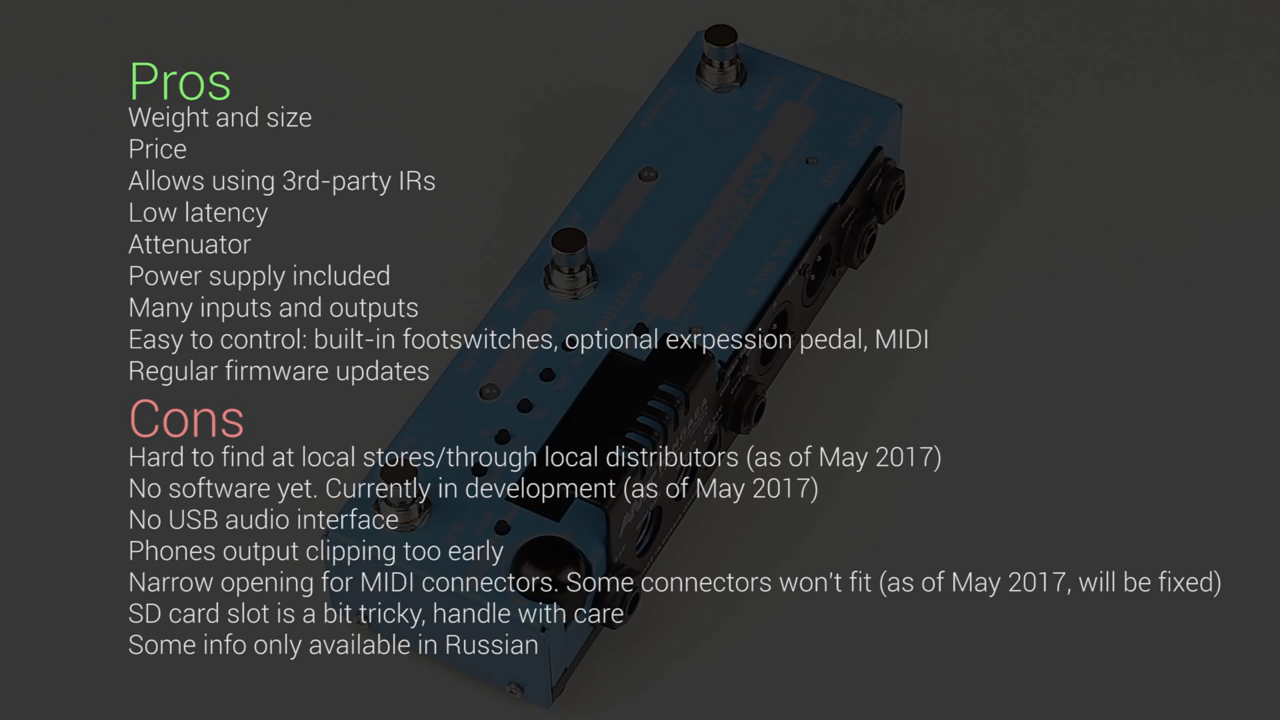 Pros
Weight and size
Price
Allows using 3rd-party IRs
Low latency
Attenuator
Power supply included
Many inputs and outputs
Easy to control: built-in footswitches, optional exrpession pedal, MIDI
Regular firmware updates
Cons
Hard to find at local stores/through local distributors (as of May 2017)
No software yet. Currently in development (as of May 2017)
No USB audio interface
Phones output clipping too early
Narrow opening for MIDI connectors. Some connectors won't fit (as of May 2017, will be fixed)
SD card slot is a bit tricky, handle with care
Some info only available in Russian